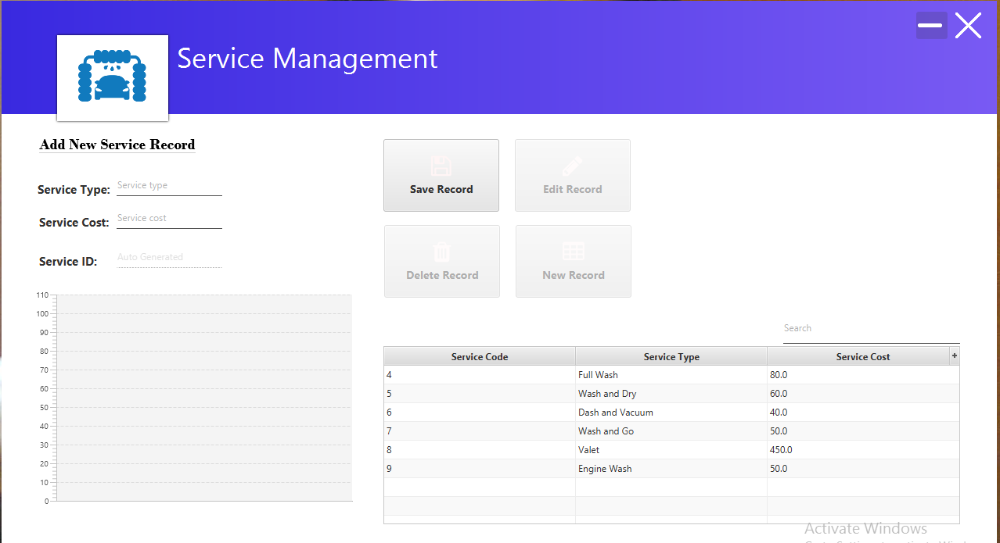 Service Management
Add New Service Record
Service Type: Service type
Service Cost: Service cost
Service ID: Auto Generated
Save Record
Edit Record
Delete Record
New Record
110
100
90
80
70
60
50
40
30
20
10
0
Search
Service Code Service Type Service Cost +
4 Full Wash 80.0
5 Wash and Dry 60.0
6 Dash and Vacuum 40.0
7 Wash and Go 50.0
8 Valet 450.0
9 Engine Wash 50.0
Activate Windows